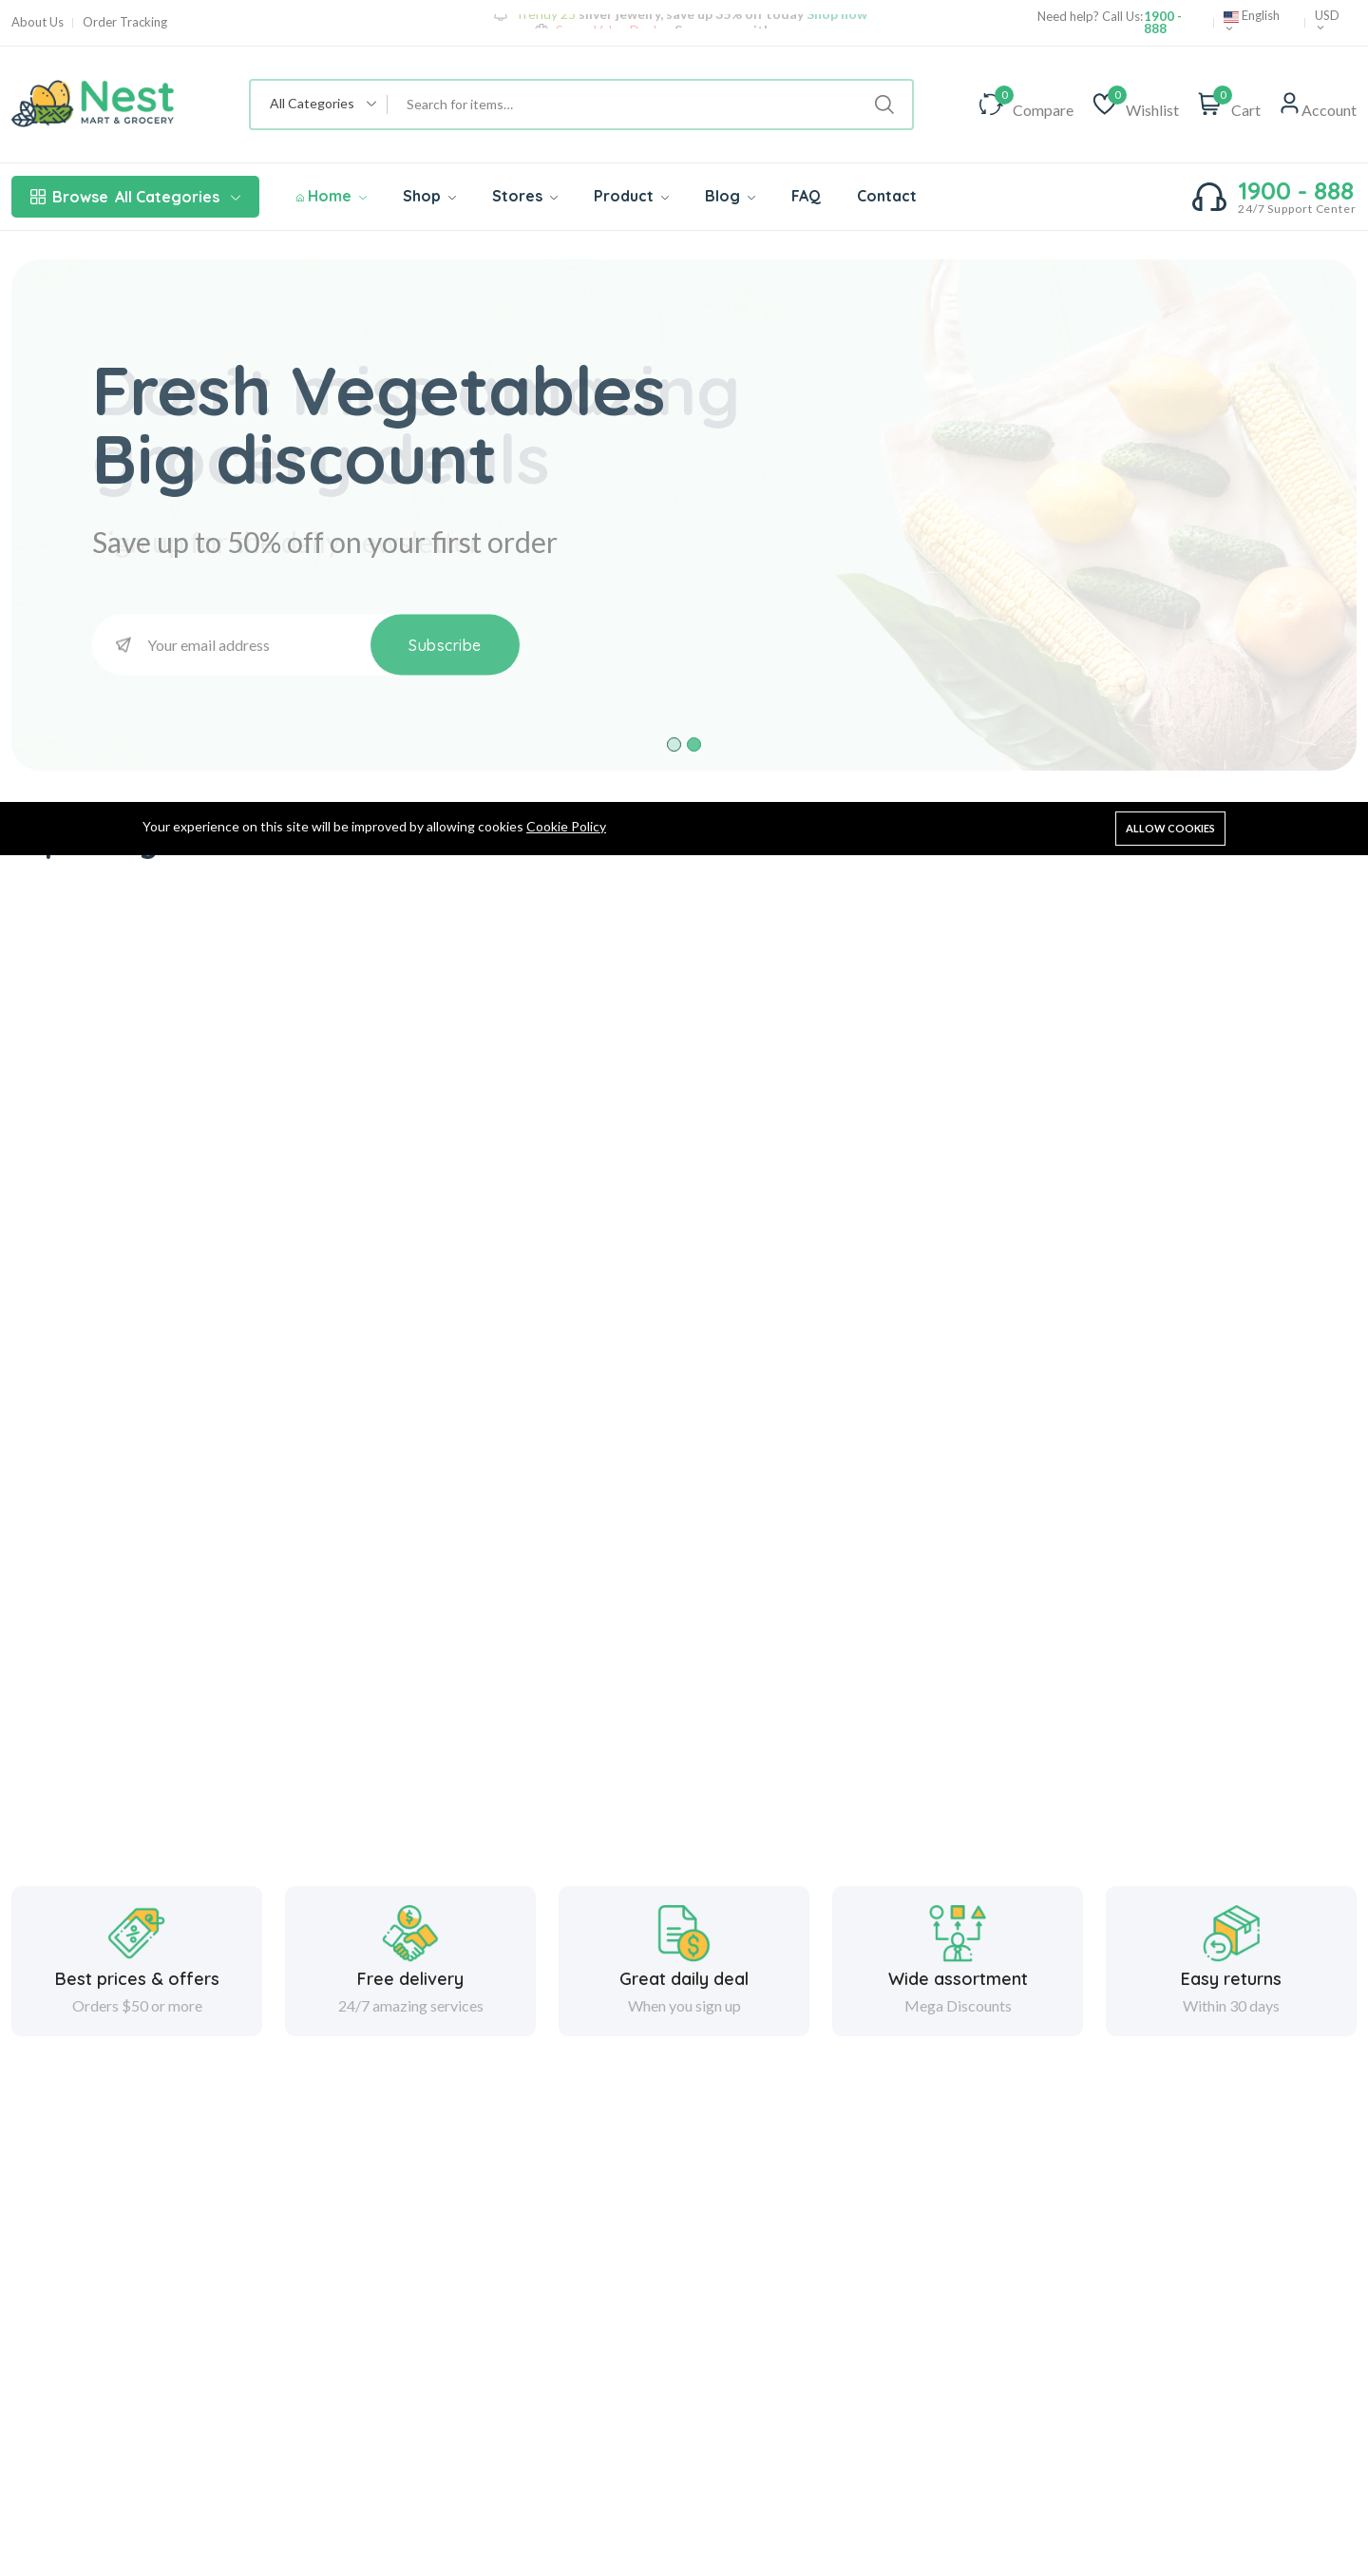 About Us
Order Tracking
Trendy 25 silver jewelry, save up 35% off today Shop now
Need help? Call Us: 1900 -
888
English
USD
Nest
MART & GROCERY
All Categories
Search for items...
0 Compare
0 Wishlist
0 Cart
Account
Browse All Categories
Home
Shop
Stores
Product
Blog
FAQ
Contact
1900 - 888
24/7 Support Center
Fresh Vegetables
Big discount
Save up to 50% off on your first order
Your email address
Subscribe
Your experience on this site will be improved by allowing cookies Cookie Policy
ALLOW COOKIES
Best prices & offers
Orders $50 or more
Free delivery
24/7 amazing services
Great daily deal
When you sign up
Wide assortment
Mega Discounts
Easy returns
Within 30 days